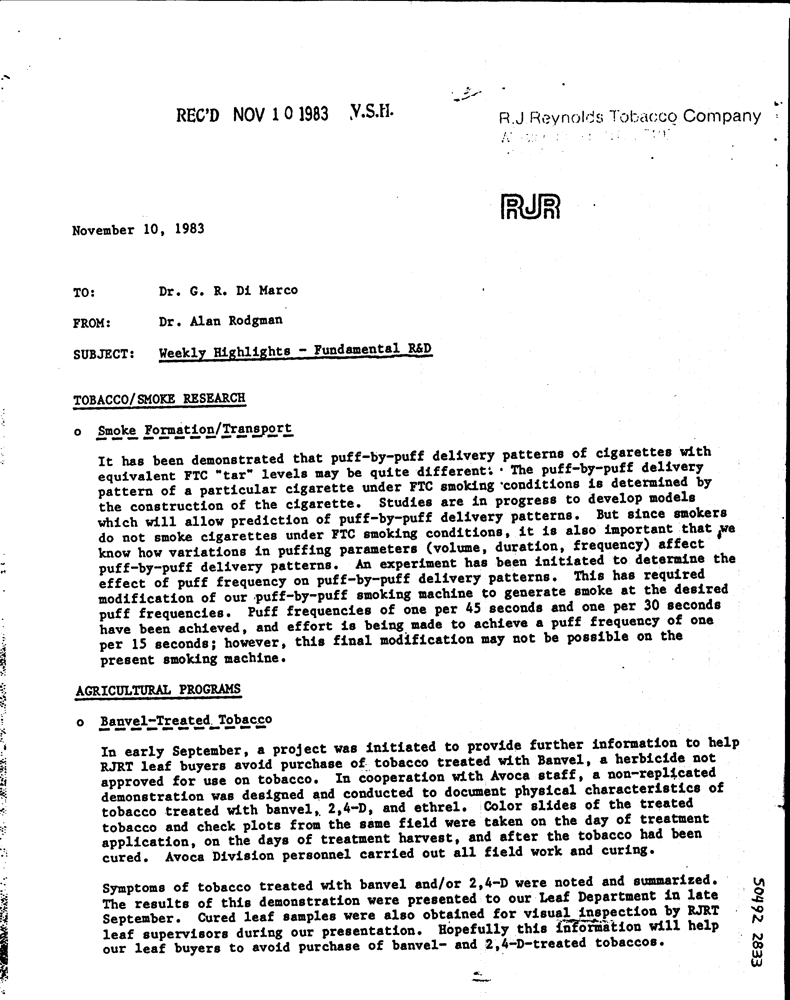 REC'D NOV 10 1983 V.S.H.
R.J Reynolds Tobacco Company
RJR
November 10, 1983
TO: Dr. G. R. Di Marco
FROM: Dr. Alan Rodgman
SUBJECT: Weekly Highlights - Fundamental R&D
TOBACCO/SMOKE RESEARCH
o Smoke Formation/Transport
It has been demonstrated that puff-by-puff delivery patterns of cigarettes with
equivalent FTC "tar" levels may be quite different. The puff-by-puff delivery
pattern of a particular cigarette under FTC smoking conditions is determined by
the construction of the cigarette. Studies are in progress to develop models
which will allow prediction of puff-by-puff delivery patterns. But since smokers
do not smoke cigarettes under FTC smoking conditions, it is also important that we
know how variations in puffing parameters (volume, duration, frequency) affect
puff-by-puff delivery patterns. An experiment has been initiated to determine the
effect of puff frequency on puff-by-puff delivery patterns. This has required
modification of our puff-by-puff smoking machine to generate smoke at the desired
puff frequencies. Puff frequencies of one per 45 seconds and one per 30 seconds
have been achieved, and effort is being made to achieve a puff frequency of one
per 15 seconds; however, this final modification may not be possible on the
present smoking machine.
AGRICULTURAL PROGRAMS
o Banvel-Treated Tobacco
In early September, a project was initiated to provide further information to help
RJRT leaf buyers avoid purchase of tobacco treated with Banvel, a herbicide not
approved for use on tobacco. In cooperation with Avoca staff, a non-replicated
demonstration was designed and conducted to document physical characteristics of
tobacco treated with banvel, 2,4-D, and ethrel. Color slides of the treated
tobacco and check plots from the same field were taken on the day of treatment
application, on the days of treatment harvest, and after the tobacco had been
cured. Avoca Division personnel carried out all field work and curing.
Symptoms of tobacco treated with banvel and/or 2,4-D were noted and summarized.
The results of this demonstration were presented to our Leaf Department in late
September. Cured leaf samples were also obtained for visual inspection by RJRT
leaf supervisors during our presentation. Hopefully this information will help
our leaf buyers to avoid purchase of banvel- and 2,4-D-treated tobaccos.
50492 2833